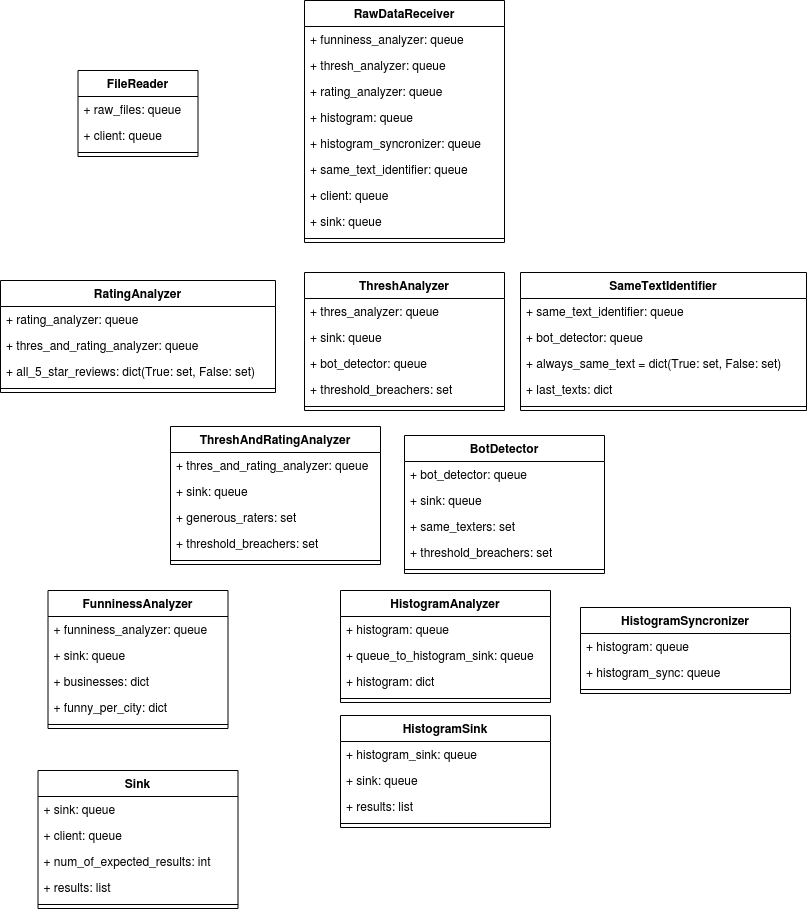 RawDataReceiver
+ funniness_analyzer: queue
+ thresh_analyzer: queue
+ rating_analyzer: queue
+ histogram: queue
+ histogram_syncronizer: queue
+ same_text_identifier: queue
+ client: queue
+ sink: queue
FileReader
+ raw_files: queue
+ client: queue
RatingAnalyzer
+ rating_analyzer: queue
+ thres_and_rating_analyzer: queue
+ all_5_star_reviews: dict(True: set, False: set)
ThreshAnalyzer
+ thres_analyzer: queue
+ sink: queue
+ bot_detector: queue
+ threshold_breachers: set
SameTextIdentifier
+ same_text_identifier: queue
+ bot_detector: queue
+ always_same_text = dict(True: set, False: set)
+ last_texts: dict
ThreshAndRatingAnalyzer
+ thres_and_rating_analyzer: queue
+ sink: queue
+ generous_raters: set
+ threshold_breachers: set
BotDetector
+ bot_detector: queue
+ sink: queue
+ same_texters: set
+ threshold_breachers: set
FunninessAnalyzer
+ funniness_analyzer: queue
+ sink: queue
+ businesses: dict
+ funny_per_city: dict
HistogramAnalyzer
+ histogram: queue
+ queue_to_histogram_sink: queue
+ histogram: dict
HistogramSyncronizer
+ histogram: queue
+ histogram_sync: queue
HistogramSink
+ histogram_sink: queue
+ sink: queue
+ results: list
Sink
+ sink: queue
+ client: queue
+ num_of_expected_results: int
+ results: list